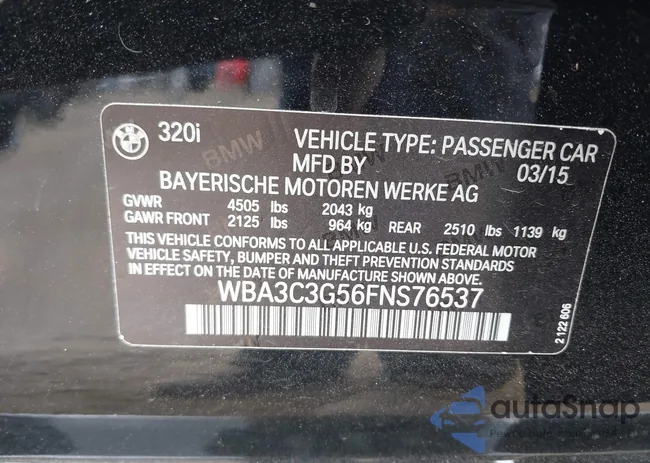 320i VEHICLE TYPE: PASSENGER CAR
MFD BY 03/15
BAYERISCHE MOTOREN WERKE AG
GVWR 4505 lbs 2043 kg
GAWR FRONT 2125 lbs 964 kg REAR 2510 lbs 1139 kg
THIS VEHICLE CONFORMS TO ALL APPLICABLE U.S. FEDERAL MOTOR
VEHICLE SAFETY, BUMPER AND THEFT PREVENTION STANDARDS
IN EFFECT ON THE DATE OF MANUFACTURE SHOWN ABOVE.
WBA3C3G56FNS76537
2 122 606
autoSnap